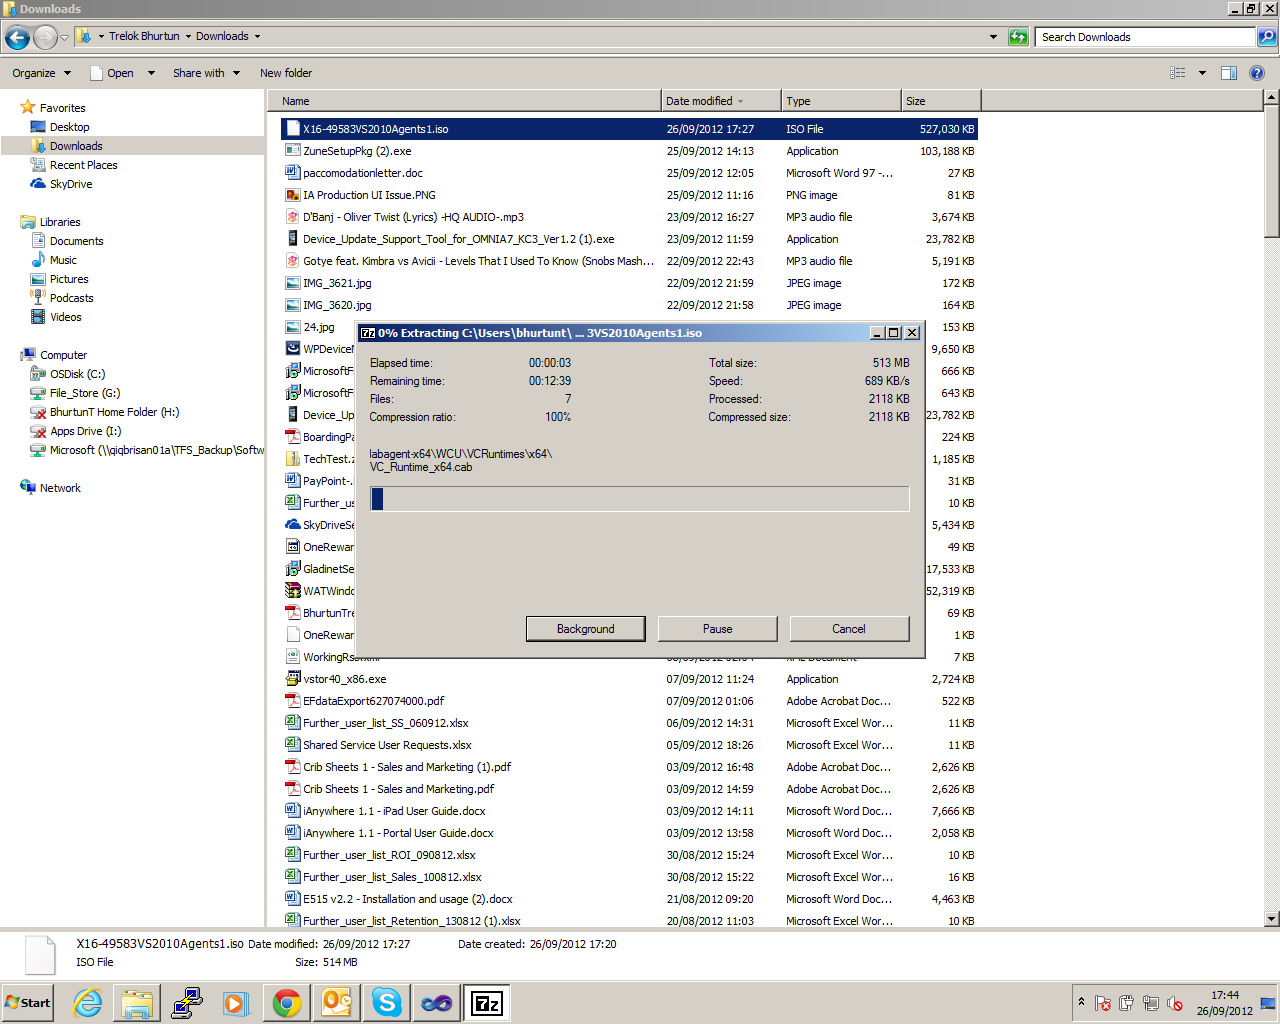 Downloads
Trelok Bhurtun Downloads
Search Downloads
Organize Open Share with New folder
Favorites
Desktop
Downloads
Recent Places
SkyDrive
Libraries
Documents
Music
Pictures
Podcasts
Videos
Computer
OSDisk (C:)
File_Store (G:)
BhurtunT Home Folder (H:)
Apps Drive (I:)
Microsoft (\\qiqbrisan01a\TFS_Backup\Softw
Network
Name Date modified Type Size
X16-49583VS2010Agents1.iso 26/09/2012 17:27 ISO File 527,030 KB
ZuneSetupPkg (2).exe 25/09/2012 14:13 Application 103,188 KB
paccomodationletter.doc 25/09/2012 12:05 Microsoft Word 97 -... 27 KB
IA Production UI Issue.PNG 25/09/2012 11:16 PNG image 81 KB
D'Banj - Oliver Twist (Lyrics) -HQ AUDIO-.mp3 23/09/2012 16:27 MP3 audio file 3,674 KB
Device_Update_Support_Tool_for_OMNIA7_KC3_Ver1.2 (1).exe 23/09/2012 11:59 Application 23,782 KB
Gotye feat. Kimbra vs Avicii - Levels That I Used To Know (Snobs Mash... 22/09/2012 22:43 MP3 audio file 5,191 KB
IMG_3621.jpg 22/09/2012 21:59 JPEG image 172 KB
IMG_3620.jpg 22/09/2012 21:58 JPEG image 164 KB
24.jpg 153 KB
WPDevice 9,650 KB
MicrosoftF 666 KB
MicrosoftF 643 KB
Device_Up 23,782 KB
BoardingPa 224 KB
TechTest.z 1,185 KB
PayPoint-. 31 KB
Further_us 10 KB
SkyDriveSe 5,434 KB
OneRewar 49 KB
GladinetSe 17,533 KB
WATWindo 52,319 KB
BhurtunTre 69 KB
OneRewar 1 KB
7 KB
vstor40_x86.exe 07/09/2012 11:24 Application 2,724 KB
EFdataExport627074000.pdf 07/09/2012 01:06 Adobe Acrobat Doc... 522 KB
Further_user_list_SS_060912.xlsx 06/09/2012 14:31 Microsoft Excel Wor... 11 KB
Shared Service User Requests.xlsx 05/09/2012 18:26 Microsoft Excel Wor... 11 KB
Crib Sheets 1 - Sales and Marketing (1).pdf 03/09/2012 16:48 Adobe Acrobat Doc... 2,626 KB
Crib Sheets 1 - Sales and Marketing.pdf 03/09/2012 14:59 Adobe Acrobat Doc... 2,626 KB
iAnywhere 1.1 - iPad User Guide.docx 03/09/2012 14:11 Microsoft Word Doc... 7,666 KB
iAnywhere 1.1 - Portal User Guide.docx 03/09/2012 13:58 Microsoft Word Doc... 2,058 KB
Further_user_list_ROI_090812.xlsx 30/08/2012 15:24 Microsoft Excel Wor... 10 KB
Further_user_list_Sales_100812.xlsx 30/08/2012 15:22 Microsoft Excel Wor... 16 KB
E515 v2.2 - Installation and usage (2).docx 21/08/2012 09:20 Microsoft Word Doc... 4,463 KB
Further_user_list_Retention_130812 (1).xlsx 20/08/2012 11:03 Microsoft Excel Wor... 10 KB
7z 0% Extracting C:\Users\bhurtunt\ ... 3VS2010Agents1.iso
Elapsed time: 00:00:03 Total size: 513 MB
Remaining time: 00:12:39 Speed: 689 KB/s
Files: 7 Processed: 2118 KB
Compression ratio: 100% Compressed size: 2118 KB
labagent-x64\WCU\VCRuntimes\x64\
VC_Runtime_x64.cab
Background Pause Cancel
X16-49583VS2010Agents1.iso Date modified: 26/09/2012 17:27 Date created: 26/09/2012 17:20
ISO File Size: 514 MB
Start 7z 17:44
26/09/2012